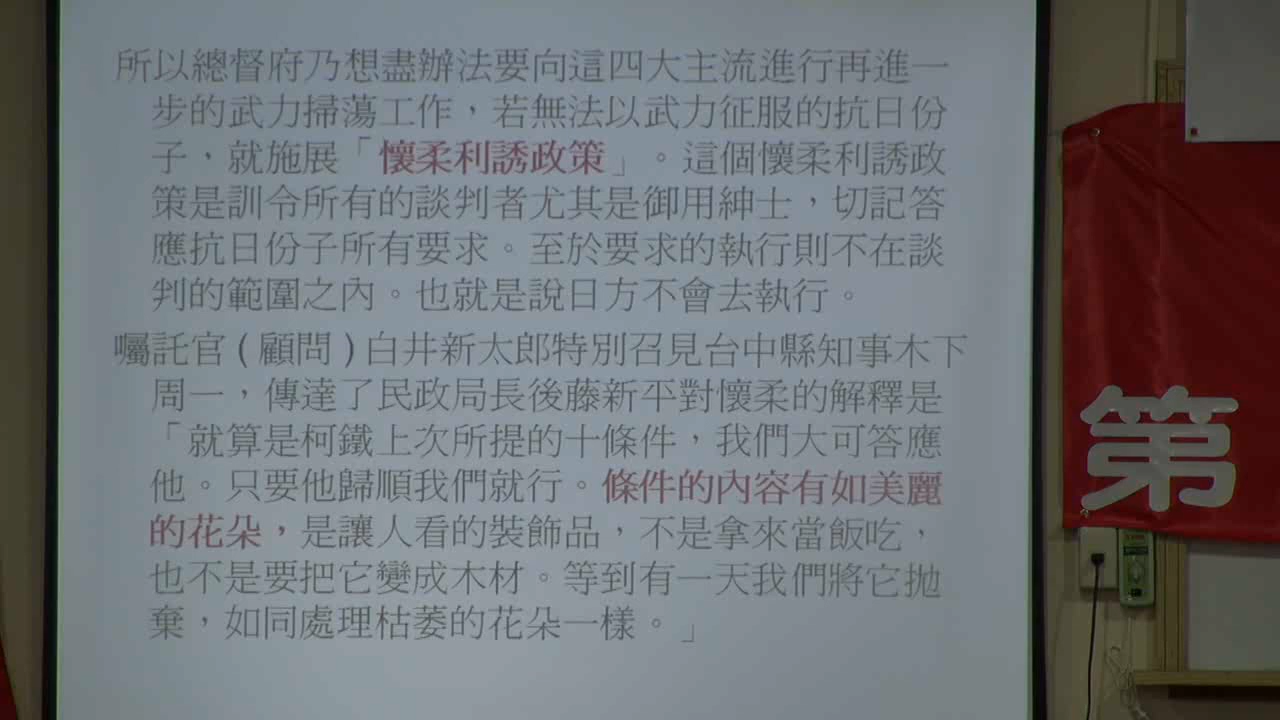 所以總督府乃想盡辦法要向這四大主流進行再進一
步的武力掃蕩工作，若無法以武力征服的抗日份
子，就施展「懷柔利誘政策」。這個懷柔利誘政
策是訓令所有的談判者尤其是御用紳士，切記答
應抗日份子所有要求。至於要求的執行則不在談
判的範圍之內。也就是說日方不會去執行。
囑託官(顧問)白井新太郎特別召見台中縣知事木下
周一，傳達了民政局長後藤新平對懷柔的解釋是
「就算是柯鐵上次所提的十條件，我們大可答應
他。只要他歸順我們就行。條件的內容有如美麗
的花朵，是讓人看的裝飾品，不是拿來當飯吃，
也不是要把它變成木材。等到有一天我們將它拋
棄，如同處理枯萎的花朵一樣。」
第